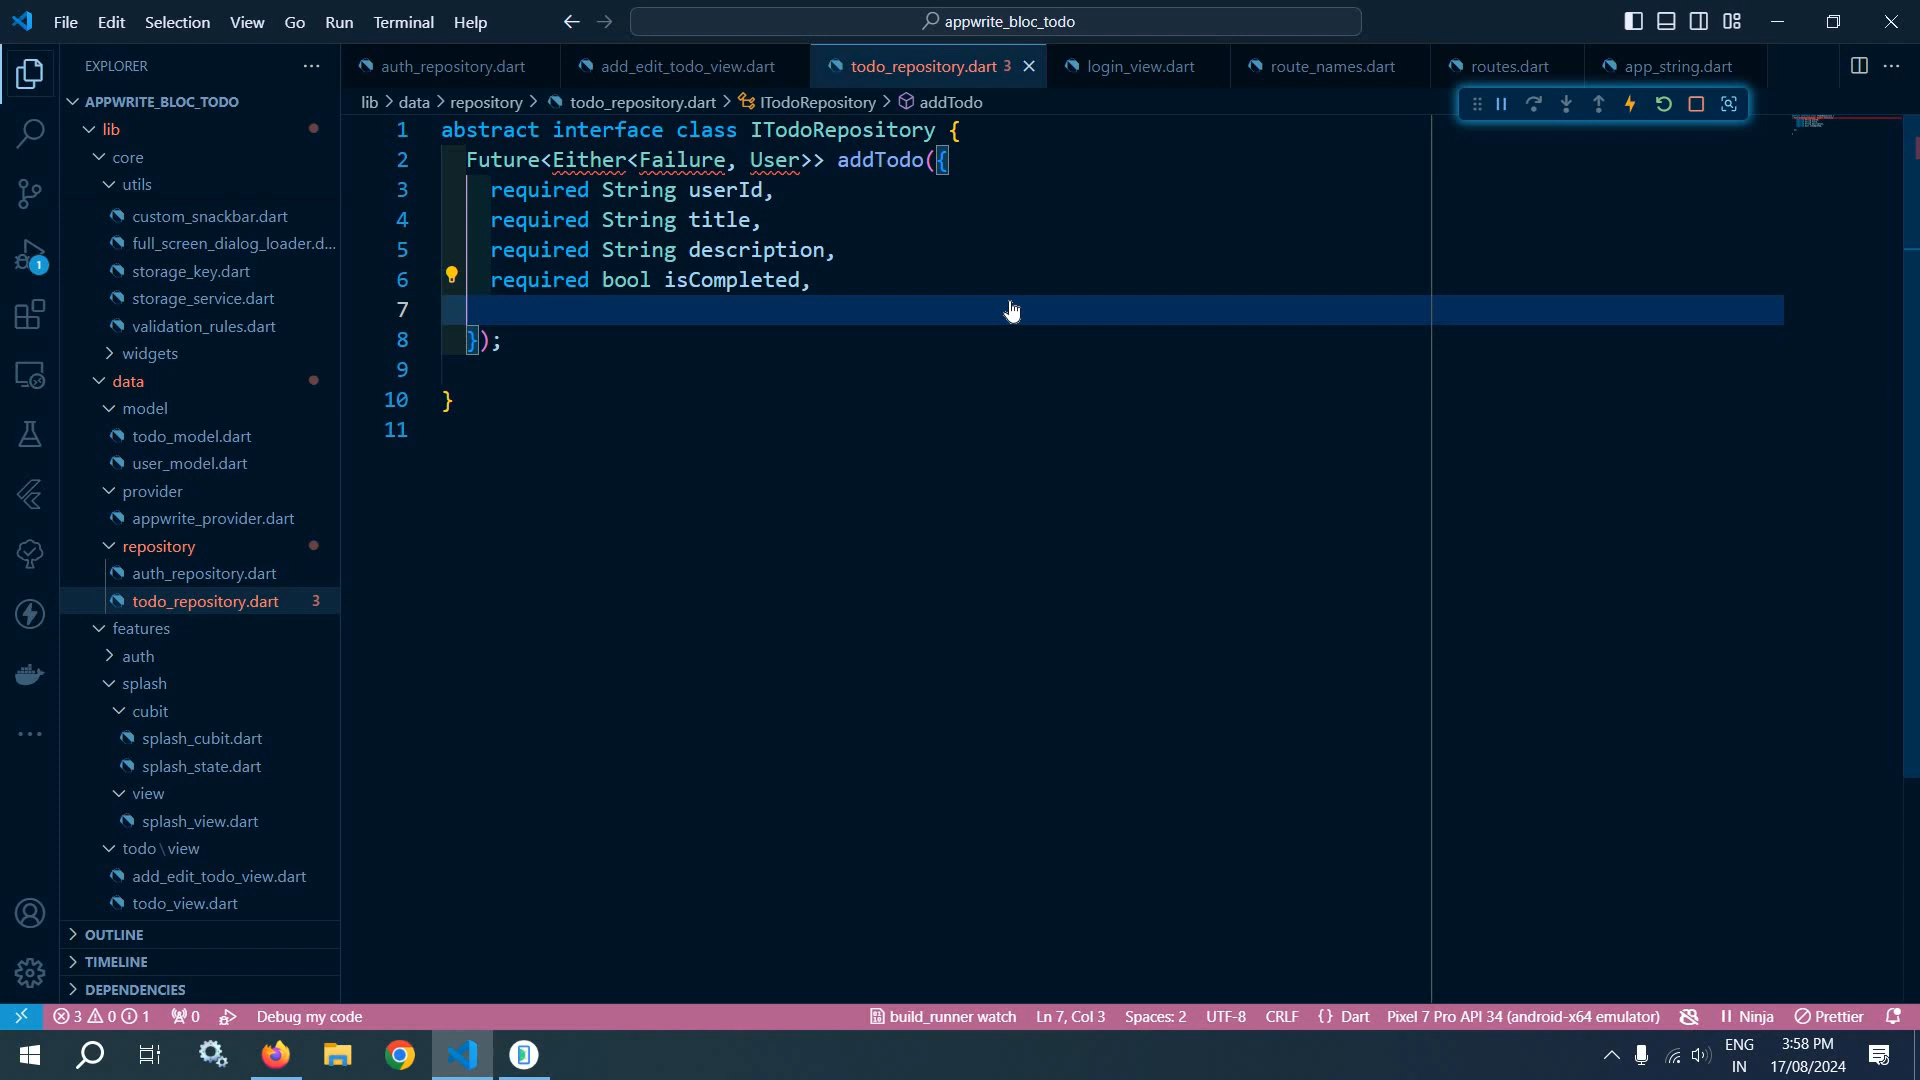 File Edit Selection View Go Run Terminal Help
appwrite_bloc_todo
EXPLORER
auth_repository.dart
add_edit_todo_view.dart
todo_repository.dart 3
login_view.dart
route_names.dart
routes.dart
app_string.dart
lib > data > repository > todo_repository.dart > ITodoRepository > addTodo
APPWRITE_BLOC_TODO
lib
core
utils
custom_snackbar.dart
full_screen_dialog_loader.d...
storage_key.dart
storage_service.dart
validation_rules.dart
widgets
data
model
todo_model.dart
user_model.dart
provider
appwrite_provider.dart
repository
auth_repository.dart
todo_repository.dart 3
features
auth
splash
cubit
splash_cubit.dart
splash_state.dart
view
splash_view.dart
todo\view
add_edit_todo_view.dart
todo_view.dart
OUTLINE
TIMELINE
DEPENDENCIES
1
1 abstract interface class ITodoRepository {
2 Future<Either<Failure, User>> addTodo({
3 required String userId,
4 required String title,
5 required String description,
6 required bool isCompleted,
7
8 });
9
10 }
11
3 0 1 0 Debug my code
build_runner watch Ln 7, Col 3 Spaces: 2 UTF-8 CRLF {} Dart Pixel 7 Pro API 34 (android-x64 emulator) Ninja Prettier
ENG
IN
3:58 PM
17/08/2024